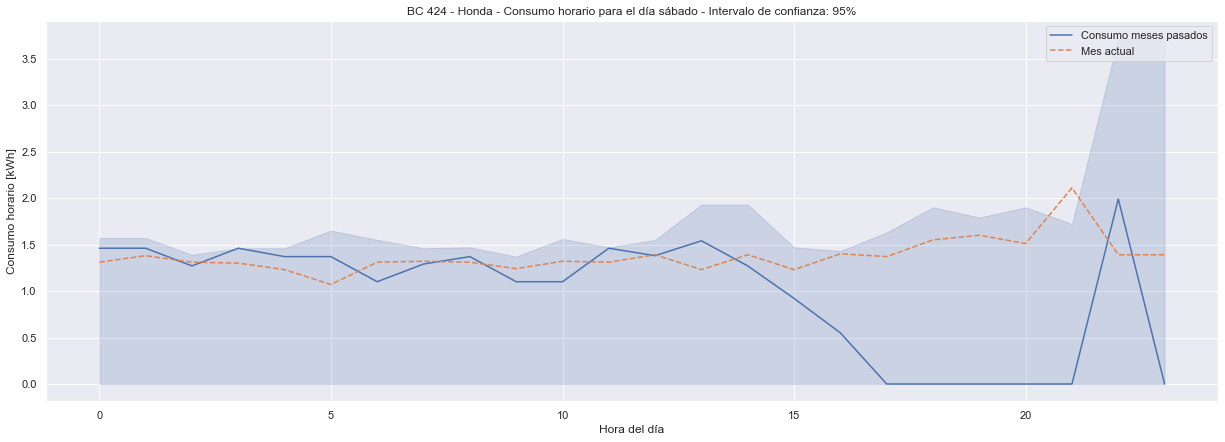 BC 424 - Honda - Consumo horario para el día sábado - Intervalo de confianza: 95%
Consumo meses pasados
Mes actual
Consumo horario [kWh]
3.5
3.0
2.5
2.0
1.5
1.0
0.5
0.0
0 5 10 15 20
Hora del día